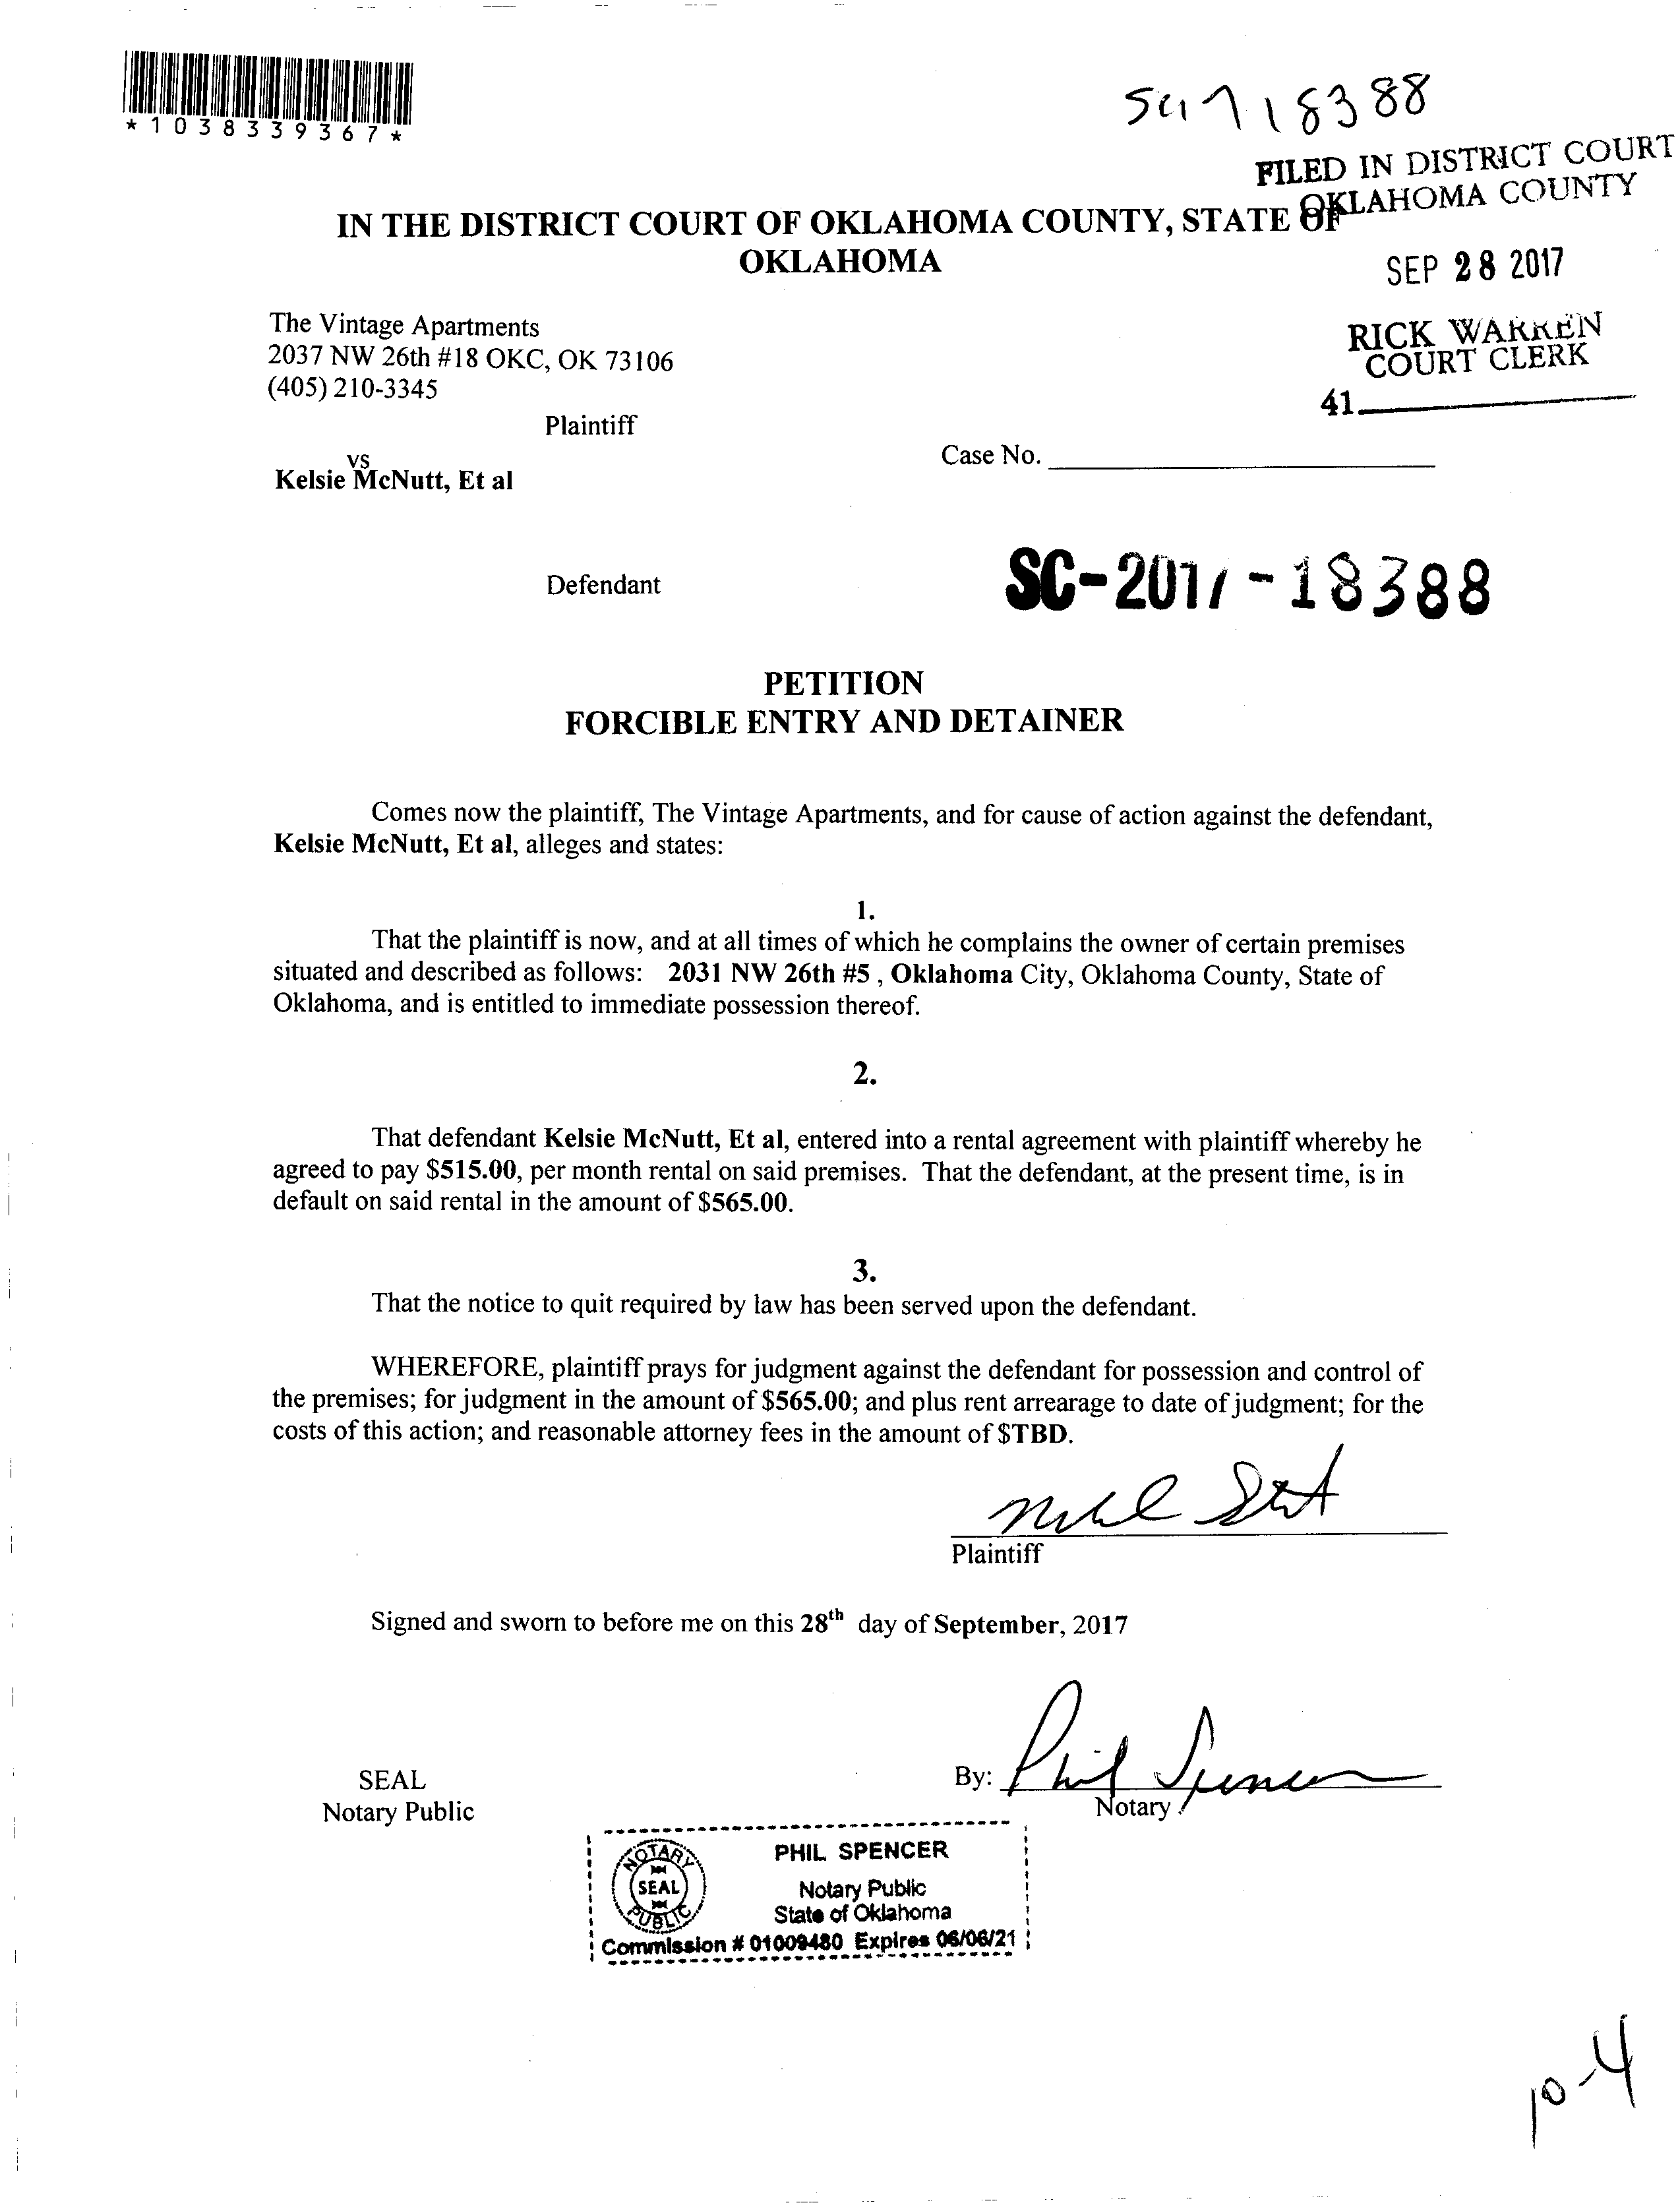 *1038339367*
SC1718388
FILED IN DISTRICT COURT
OKLAHOMA COUNTY
IN THE DISTRICT COURT OF OKLAHOMA COUNTY, STATE OF
OKLAHOMA
SEP 28 2017
The Vintage Apartments
2037 NW 26th #18 OKC, OK 73106
(405) 210-3345
RICK WARREN
COURT CLERK
41
Plaintiff
Case No.
vs
Kelsie McNutt, Et al
Defendant
SC-2017-18388
PETITION
FORCIBLE ENTRY AND DETAINER
Comes now the plaintiff, The Vintage Apartments, and for cause of action against the defendant,
Kelsie McNutt, Et al, alleges and states:
1.
That the plaintiff is now, and at all times of which he complains the owner of certain premises
situated and described as follows: 2031 NW 26th #5 , Oklahoma City, Oklahoma County, State of
Oklahoma, and is entitled to immediate possession thereof.
2.
That defendant Kelsie McNutt, Et al, entered into a rental agreement with plaintiff whereby he
agreed to pay $515.00, per month rental on said premises. That the defendant, at the present time, is in
default on said rental in the amount of $565.00.
3.
That the notice to quit required by law has been served upon the defendant.
WHEREFORE, plaintiff prays for judgment against the defendant for possession and control of
the premises; for judgment in the amount of $565.00; and plus rent arrearage to date of judgment; for the
costs of this action; and reasonable attorney fees in the amount of $TBD.
Plaintiff
Signed and sworn to before me on this 28th day of September, 2017
SEAL
Notary Public
By: Phil Spencer
Notary
NOTARY
SEAL
PUBLIC
PHIL SPENCER
Notary Public
State of Oklahoma
Commission # 01009480 Expires 06/06/21
10-4